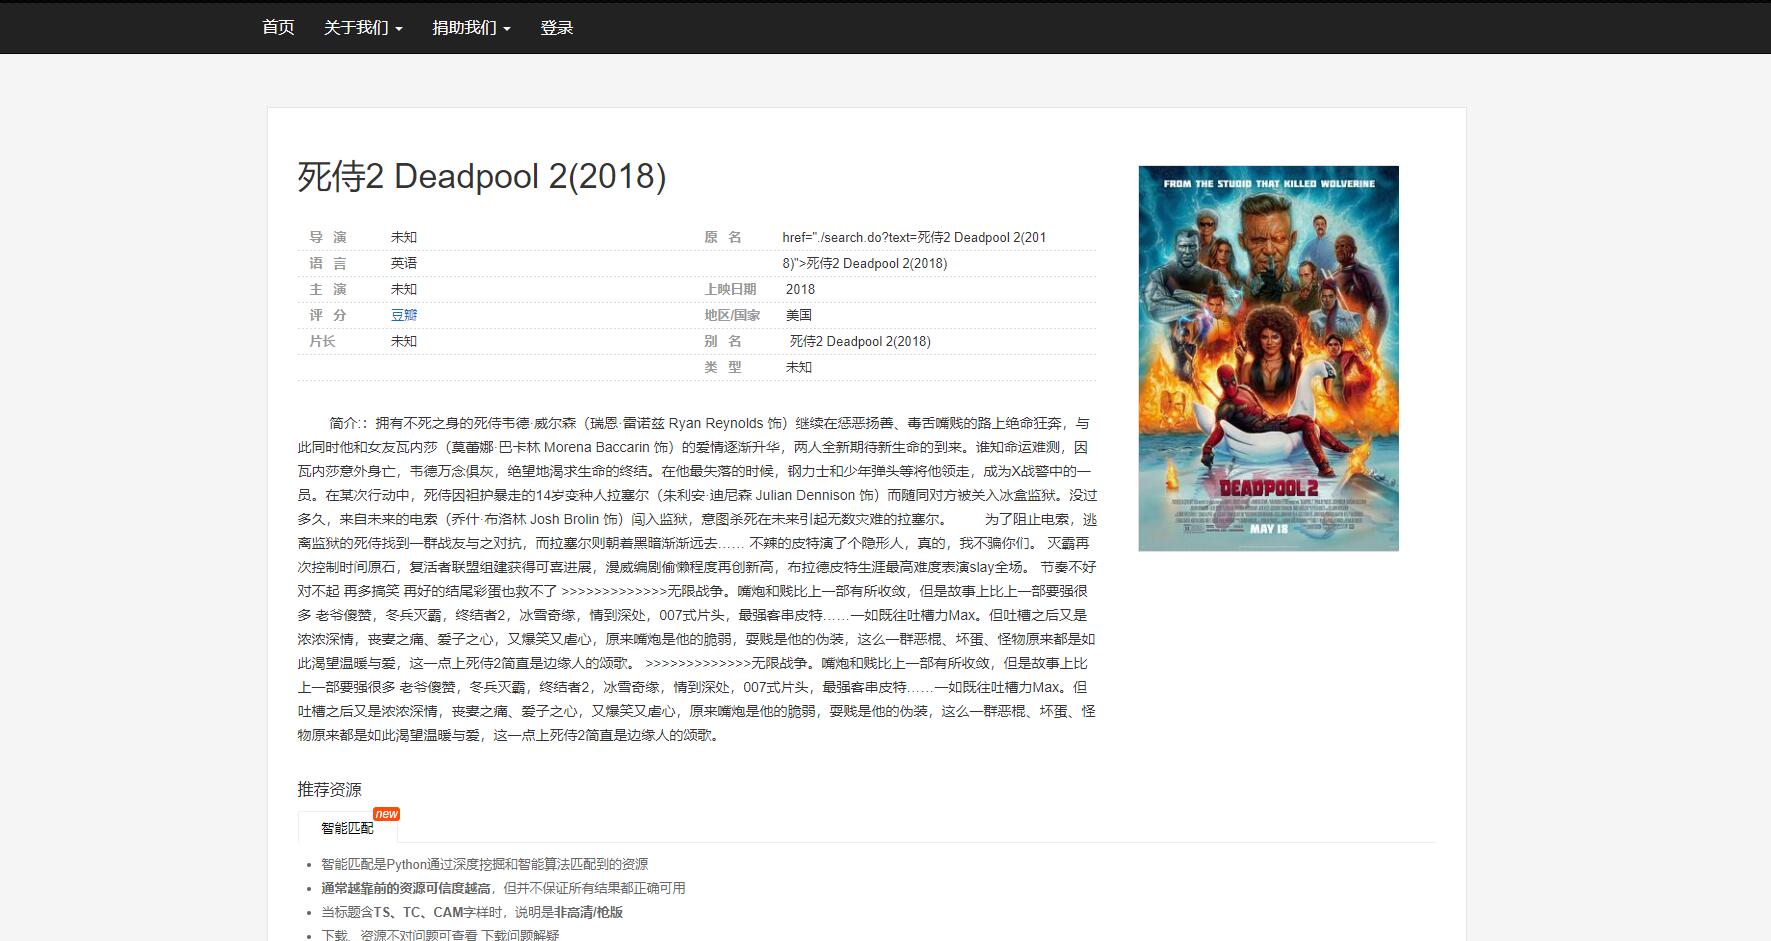 首页 关于我们 捐助我们 登录
死侍2 Deadpool 2(2018)
导 演 未知 原 名 href="./search.do?text=死侍2 Deadpool 2(201
语 言 英语 8)">死侍2 Deadpool 2(2018)
主 演 未知 上映日期 2018
评 分 豆瓣 地区/国家 美国
片长 未知 别 名 死侍2 Deadpool 2(2018)
类 型 未知
FROM THE STUDIO THAT KILLED WOLVERINE
DEADPOOL 2
MAY 18
简介:：拥有不死之身的死侍韦德·威尔森（瑞恩·雷诺兹 Ryan Reynolds 饰）继续在惩恶扬善、毒舌嘴贱的路上绝命狂奔，与
此同时他和女友瓦内莎（莫蕾娜·巴卡林 Morena Baccarin 饰）的爱情逐渐升华，两人全新期待新生命的到来。谁知命运难测，因
瓦内莎意外身亡，韦德万念俱灰，绝望地渴求生命的终结。在他最失落的时候，钢力士和少年弹头等将他领走，成为X战警中的一
员。在某次行动中，死侍因袒护暴走的14岁变种人拉塞尔（朱利安·迪尼森 Julian Dennison 饰）而随同对方被关入冰盒监狱。没过
多久，来自未来的电索（乔什·布洛林 Josh Brolin 饰）闯入监狱，意图杀死在未来引起无数灾难的拉塞尔。 为了阻止电索，逃
离监狱的死侍找到一群战友与之对抗，而拉塞尔则朝着黑暗渐渐远去…… 不辣的皮特演了个隐形人，真的，我不骗你们。 灭霸再
次控制时间原石，复活者联盟组建获得可喜进展，漫威编剧偷懒程度再创新高，布拉德皮特生涯最高难度表演slay全场。 节奏不好
对不起 再多搞笑 再好的结尾彩蛋也救不了 >>>>>>>>>>>>>无限战争。嘴炮和贱比上一部有所收敛，但是故事上比上一部要强很
多 老爷傻赞，冬兵灭霸，终结者2，冰雪奇缘，情到深处，007式片头，最强客串皮特……一如既往吐槽力Max。但吐槽之后又是
浓浓深情，丧妻之痛、爱子之心，又爆笑又虐心，原来嘴炮是他的脆弱，耍贱是他的伪装，这么一群恶棍、坏蛋、怪物原来都是如
此渴望温暖与爱，这一点上死侍2简直是边缘人的颂歌。 >>>>>>>>>>>>>无限战争。嘴炮和贱比上一部有所收敛，但是故事上比
上一部要强很多 老爷傻赞，冬兵灭霸，终结者2，冰雪奇缘，情到深处，007式片头，最强客串皮特……一如既往吐槽力Max。但
吐槽之后又是浓浓深情，丧妻之痛、爱子之心，又爆笑又虐心，原来嘴炮是他的脆弱，耍贱是他的伪装，这么一群恶棍、坏蛋、怪
物原来都是如此渴望温暖与爱，这一点上死侍2简直是边缘人的颂歌。
推荐资源
智能匹配 new
智能匹配是Python通过深度挖掘和智能算法匹配到的资源
通常越靠前的资源可信度越高，但并不保证所有结果都正确可用
当标题含TS、TC、CAM字样时，说明是非高清/枪版
下载、资源不对问题可查看 下载问题解疑